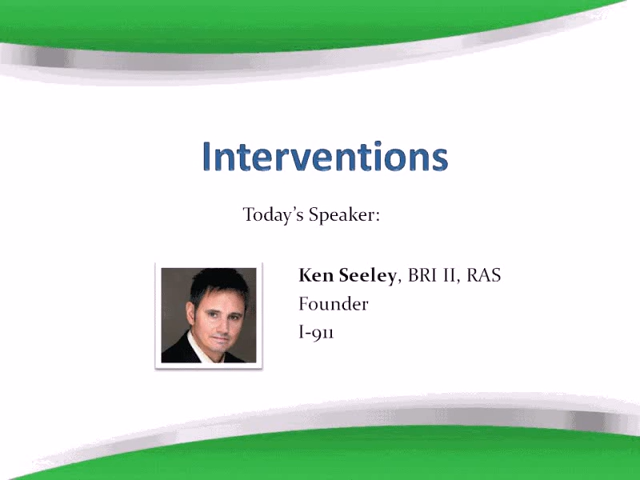 Interventions
Today's Speaker:
Ken Seeley, BRI II, RAS
Founder
I-911